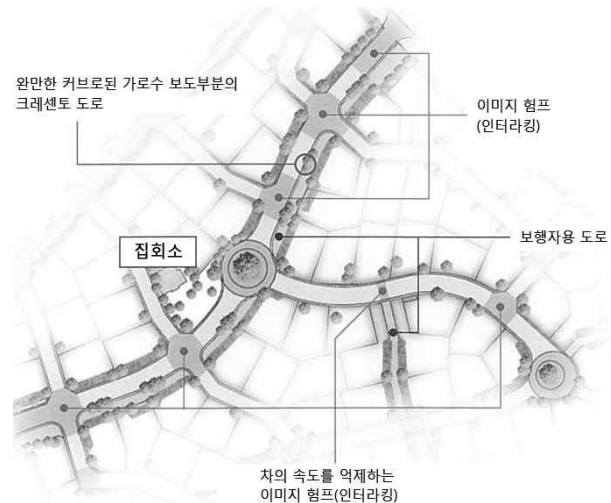 완만한 커브로된 가로수 보도부분의
크레센토 도로
이미지 험프
(인터라킹)
보행자용 도로
집회소
차의 속도를 억제하는
이미지 험프(인터라킹)